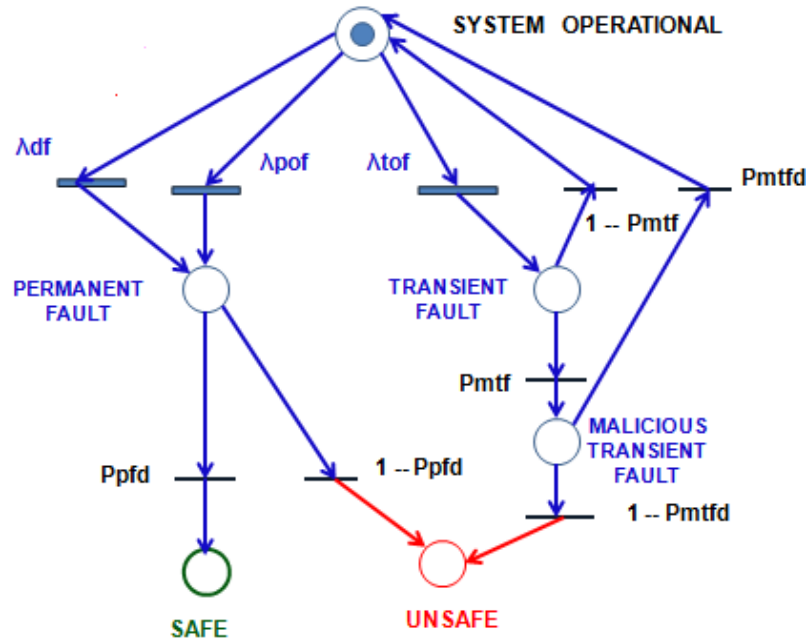 SYSTEM OPERATIONAL
λdf
λpof
λtof
Pmtfd
1 -- Pmtf
PERMANENT
FAULT
TRANSIENT
FAULT
Pmtf
MALICIOUS
TRANSIENT
FAULT
Ppfd
1 -- Ppfd
1 -- Pmtfd
SAFE
UNSAFE